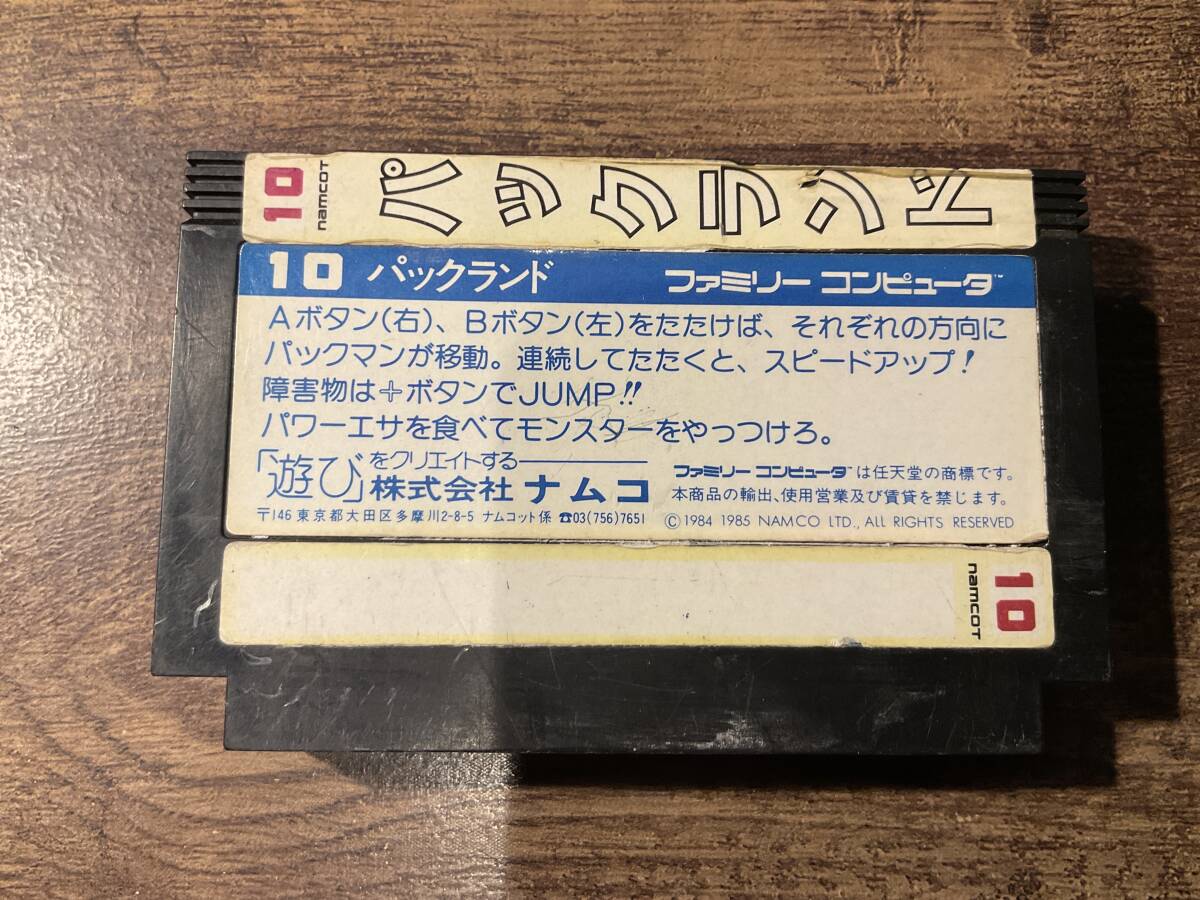 10 namcot パックランド
10 パックランド ファミリー コンピュータ™
Aボタン(右)、Bボタン(左)をたたけば、それぞれの方向に
パックマンが移動。連続してたたくと、スピードアップ!
障害物は✛ボタンでJUMP!!
パワーエサを食べてモンスターをやっつけろ。
「遊び」をクリエイトする
株式会社 ナムコ
〒146 東京都大田区多摩川2-8-5 ナムコット係 ☎03(756)7651
ファミリー コンピュータ™は任天堂の商標です。
本商品の輸出、使用営業及び賃貸を禁じます。
©1984 1985 NAMCO LTD., ALL RIGHTS RESERVED
10 namcot